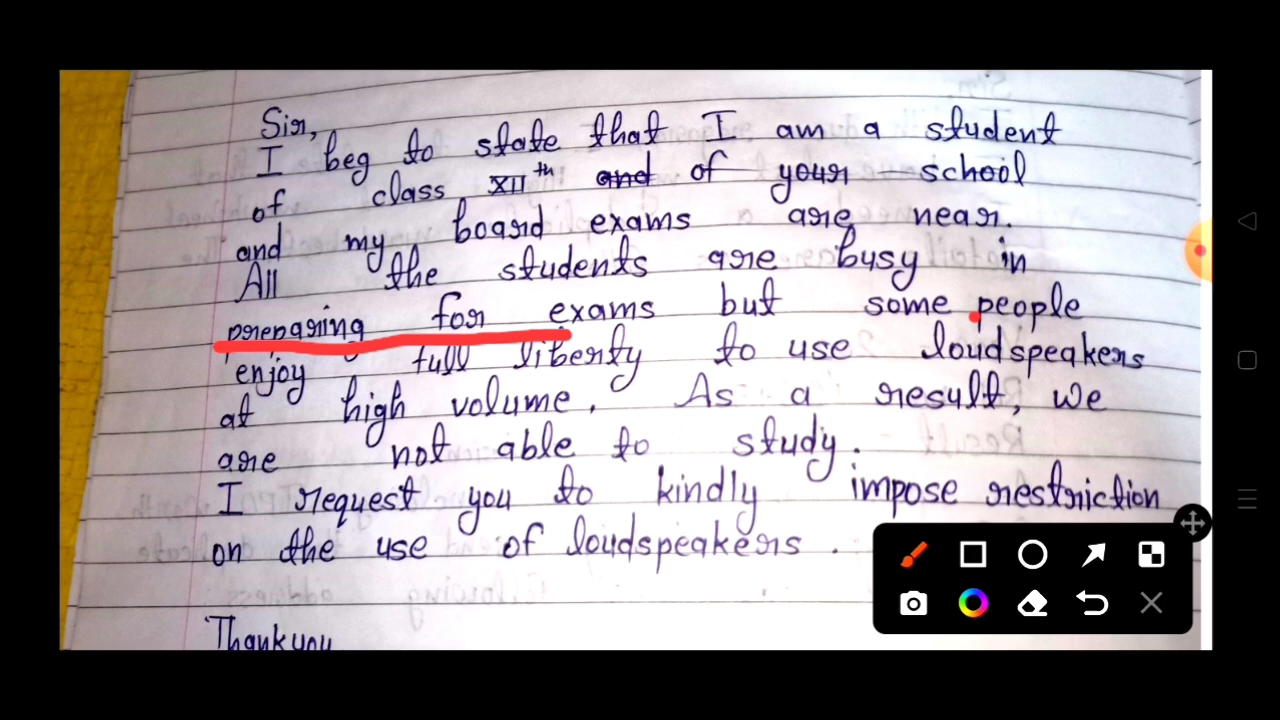 Sir,
I beg to state that I am a student
of class XIIth and of your school
and my board exams are near.
All the students are busy in
preparing for exams but some people
enjoy full liberty to use loudspeakers
at high volume. As a result, we
are not able to study.
I request you to kindly impose restriction
on the use of loudspeakers.
Thankyou